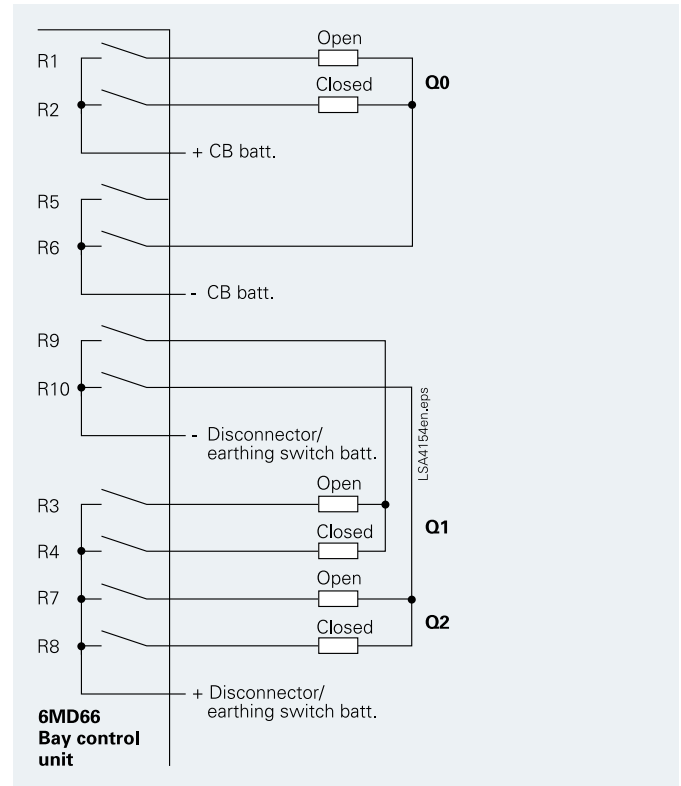 Open
R1
Closed
Q0
R2
+ CB batt.
R5
R6
- CB batt.
R9
R10
LSA4154en.eps
- Disconnector/
earthing switch batt.
Open
R3
Closed
Q1
R4
Open
R7
Closed
Q2
R8
+ Disconnector/
earthing switch batt.
6MD66
Bay control
unit